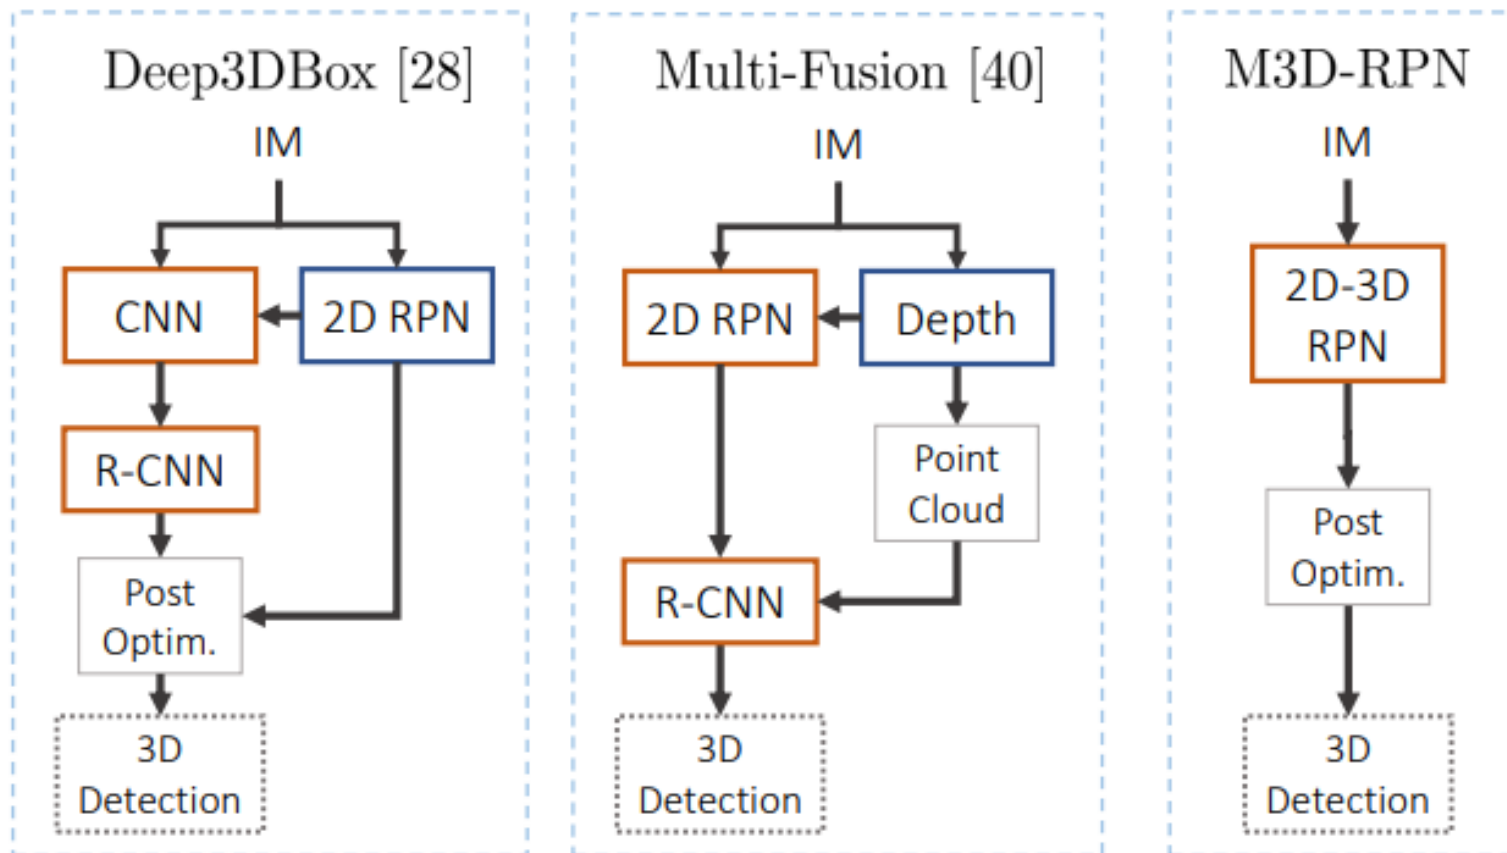 Deep3DBox [28]
IM
CNN
2D RPN
R-CNN
Post
Optim.
3D
Detection
Multi-Fusion [40]
IM
2D RPN
Depth
Point
Cloud
R-CNN
3D
Detection
M3D-RPN
IM
2D-3D
RPN
Post
Optim.
3D
Detection